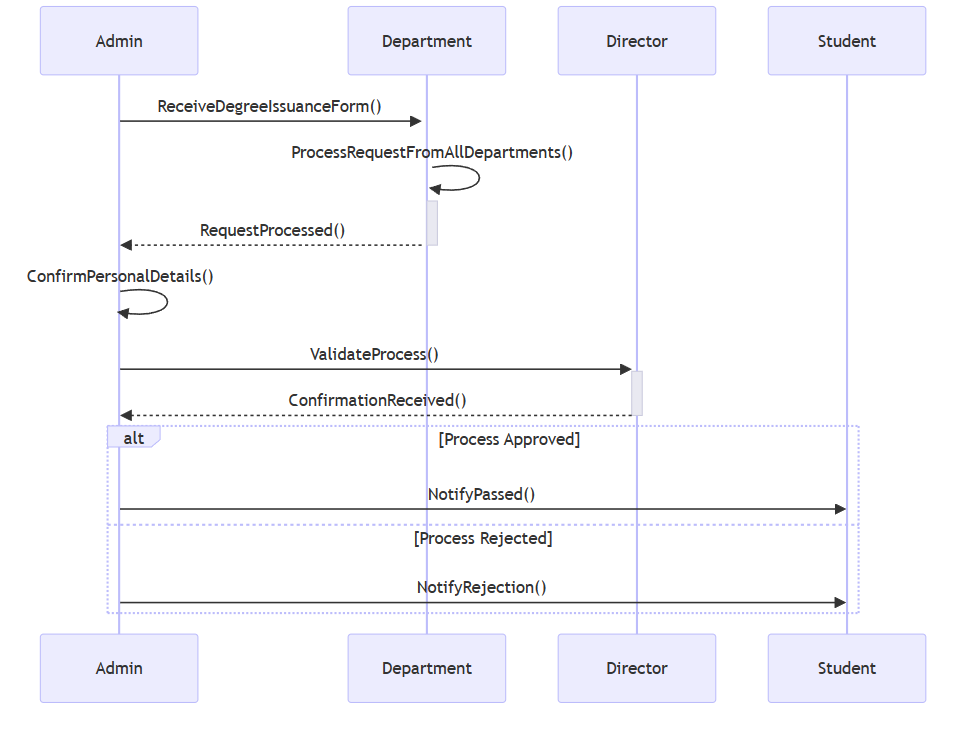 Admin
Department
Director
Student
ReceiveDegreeIssuanceForm()
ProcessRequestFromAllDepartments()
RequestProcessed()
ConfirmPersonalDetails()
ValidateProcess()
ConfirmationReceived()
alt
[Process Approved]
NotifyPassed()
[Process Rejected]
NotifyRejection()
Admin
Department
Director
Student